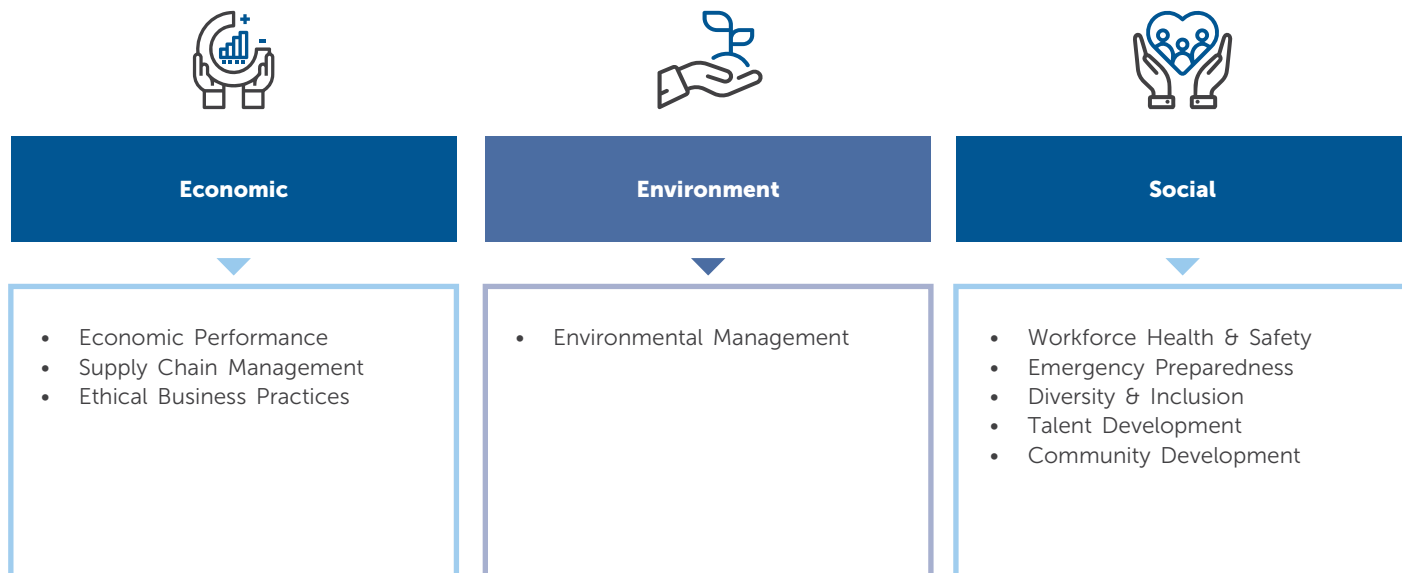 Economic
• Economic Performance
• Supply Chain Management
• Ethical Business Practices
Environment
• Environmental Management
Social
• Workforce Health & Safety
• Emergency Preparedness
• Diversity & Inclusion
• Talent Development
• Community Development